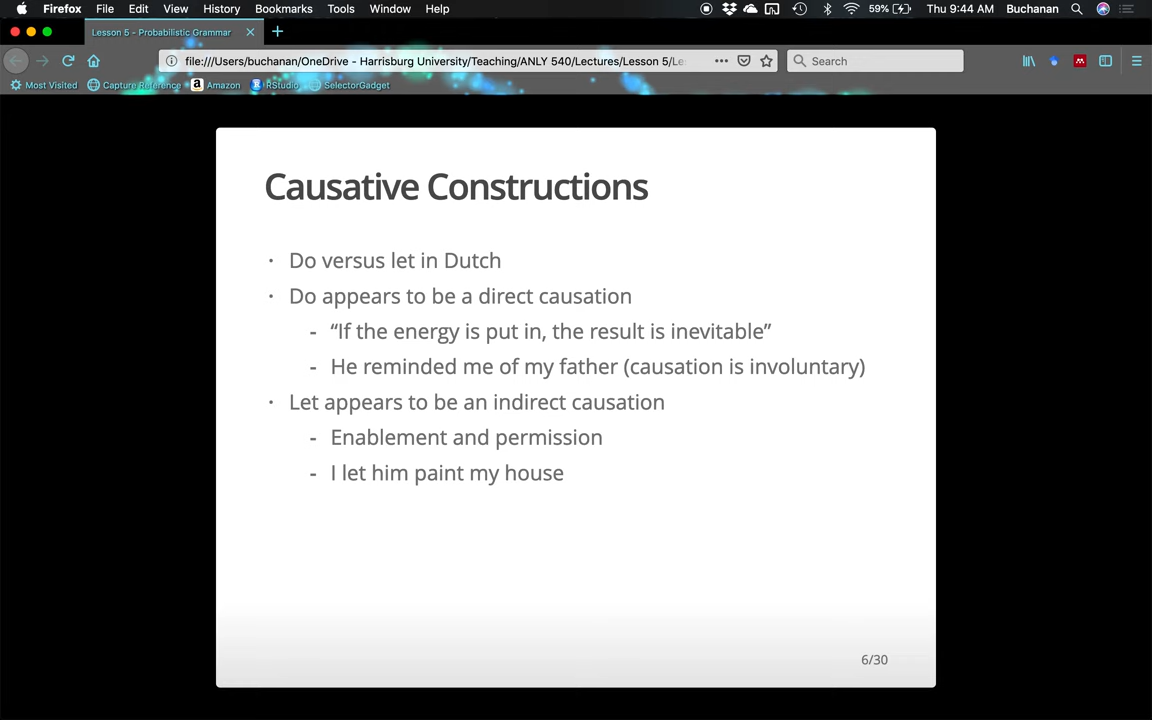 Firefox File Edit View History Bookmarks Tools Window Help 59% Thu 9:44 AM Buchanan
Lesson 5 - Probabilistic Grammar
file:///Users/buchanan/OneDrive - Harrisburg University/Teaching/ANLY 540/Lectures/Lesson 5/Le Search
Most Visited Capture Reference Amazon RStudio SelectorGadget
Causative Constructions
· Do versus let in Dutch
· Do appears to be a direct causation
- “If the energy is put in, the result is inevitable”
- He reminded me of my father (causation is involuntary)
· Let appears to be an indirect causation
- Enablement and permission
- I let him paint my house
6/30